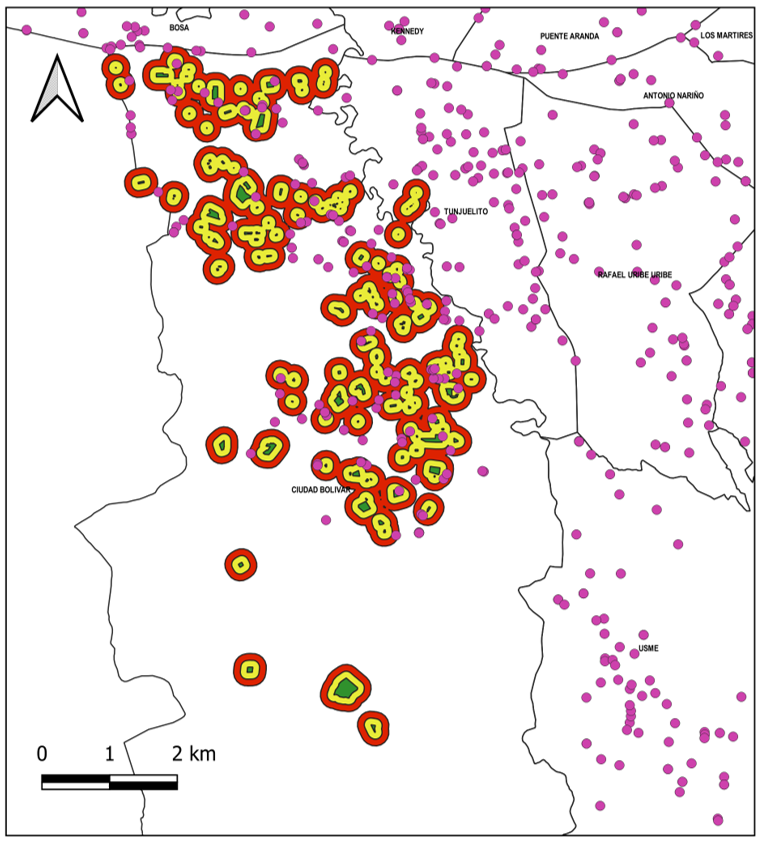 BOSA
KENNEDY
PUENTE ARANDA
LOS MARTIRES
ANTONIO NARIÑO
TUNJUELITO
RAFAEL URIBE URIBE
CIUDAD BOLIVAR
USME
0 1 2 km